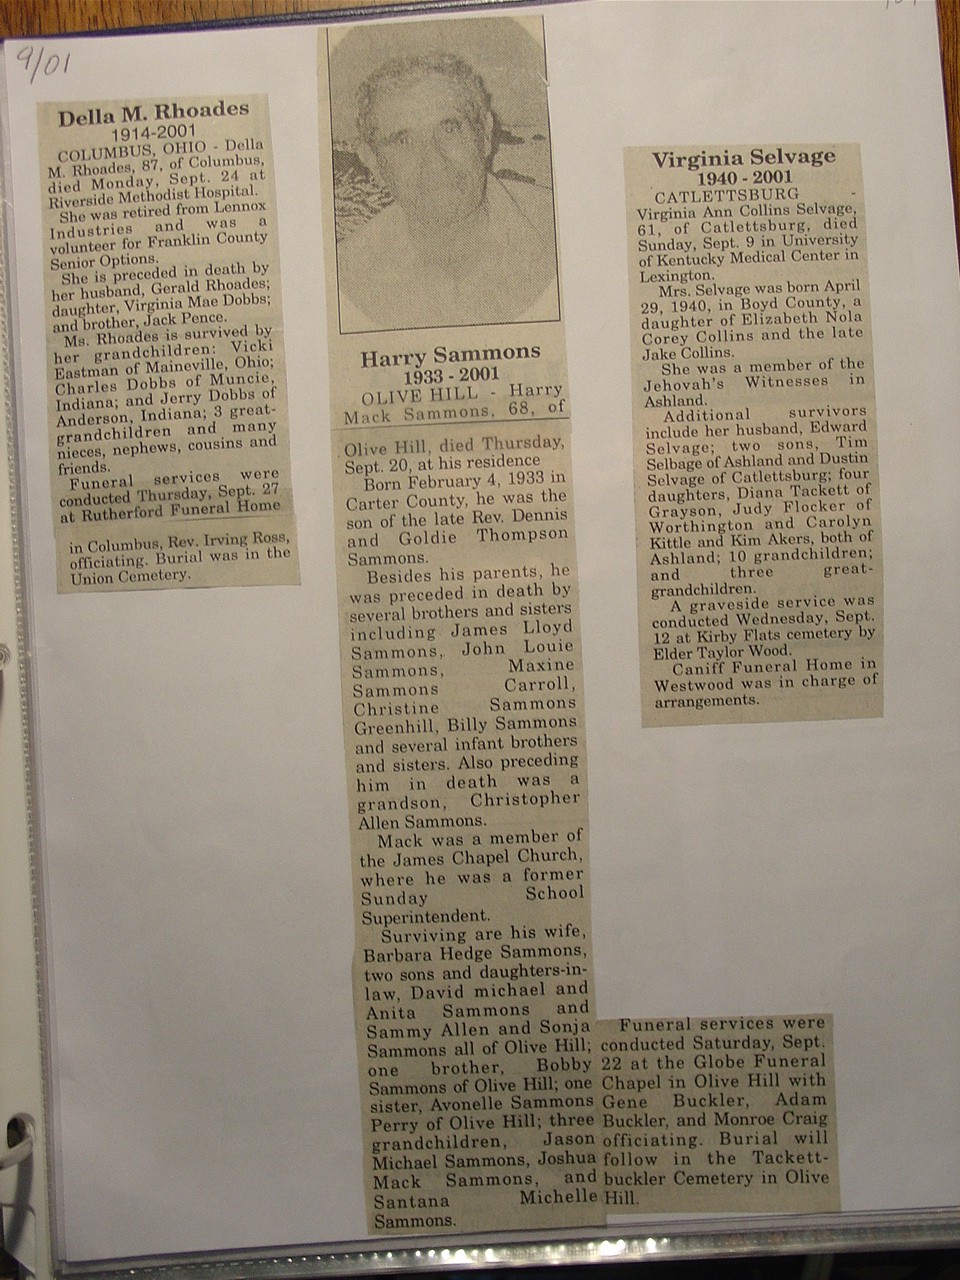 9/01
Della M. Rhoades
1914-2001
COLUMBUS, OHIO - Della
M. Rhoades, 87, of Columbus,
died Monday, Sept. 24 at
Riverside Methodist Hospital.
She was retired from Lennox
Industries and was a
volunteer for Franklin County
Senior Options.
She is preceded in death by
her husband, Gerald Rhoades;
daughter, Virginia Mae Dobbs;
and brother, Jack Pence.
Ms. Rhoades is survived by
her grandchildren: Vicki
Eastman of Maineville, Ohio;
Charles Dobbs of Muncie,
Indiana; and Jerry Dobbs of
Anderson, Indiana; 3 great-
grandchildren and many
nieces, nephews, cousins and
friends.
Funeral services were
conducted Thursday, Sept. 27
at Rutherford Funeral Home
in Columbus, Rev. Irving Ross,
officiating. Burial was in the
Union Cemetery.
Harry Sammons
1933 - 2001
OLIVE HILL - Harry
Mack Sammons, 68, of
Olive Hill, died Thursday,
Sept. 20, at his residence
Born February 4, 1933 in
Carter County, he was the
son of the late Rev. Dennis
and Goldie Thompson
Sammons.
Besides his parents, he
was preceded in death by
several brothers and sisters
including James Lloyd
Sammons, John Louie
Sammons, Maxine
Sammons Carroll,
Christine Sammons
Greenhill, Billy Sammons
and several infant brothers
and sisters. Also preceding
him in death was a
grandson, Christopher
Allen Sammons.
Mack was a member of
the James Chapel Church,
where he was a former
Sunday School
Superintendent.
Surviving are his wife,
Barbara Hedge Sammons,
two sons and daughters-in-
law, David michael and
Anita Sammons and
Sammy Allen and Sonja
Sammons all of Olive Hill;
one brother, Bobby
Sammons of Olive Hill; one
sister, Avonelle Sammons
Perry of Olive Hill; three
grandchildren, Jason
Michael Sammons, Joshua
Mack Sammons, and
Santana Michelle
Sammons.
Funeral services were
conducted Saturday, Sept.
22 at the Globe Funeral
Chapel in Olive Hill with
Gene Buckler, Adam
Buckler, and Monroe Craig
officiating. Burial will
follow in the Tackett-
buckler Cemetery in Olive
Hill.
Virginia Selvage
1940 - 2001
CATLETTSBURG -
Virginia Ann Collins Selvage,
61, of Catlettsburg, died
Sunday, Sept. 9 in University
of Kentucky Medical Center in
Lexington.
Mrs. Selvage was born April
29, 1940, in Boyd County, a
daughter of Elizabeth Nola
Corey Collins and the late
Jake Collins.
She was a member of the
Jehovah's Witnesses in
Ashland.
Additional survivors
include her husband, Edward
Selvage; two sons, Tim
Selbage of Ashland and Dustin
Selvage of Catlettsburg; four
daughters, Diana Tackett of
Grayson, Judy Flocker of
Worthington and Carolyn
Kittle and Kim Akers, both of
Ashland; 10 grandchildren;
and three great-
grandchildren.
A graveside service was
conducted Wednesday, Sept.
12 at Kirby Flats cemetery by
Elder Taylor Wood.
Caniff Funeral Home in
Westwood was in charge of
arrangements.